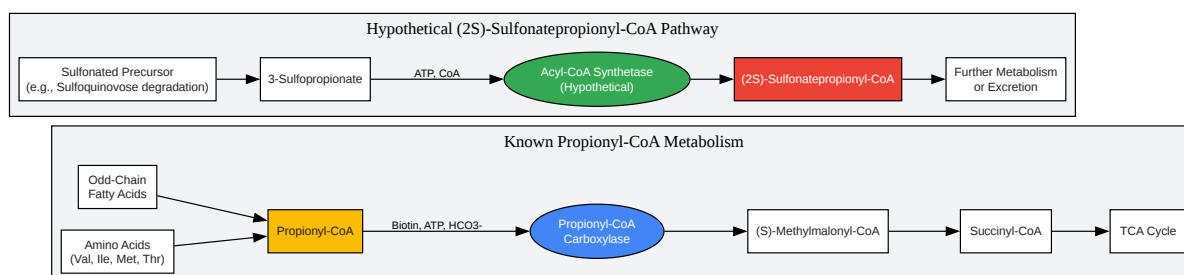 Hypothetical (2S)-Sulfonatepropionyl-CoA Pathway
Sulfonated Precursor
(e.g., Sulfoquinovose degradation)
3-Sulfopropionate
ATP, CoA
Acyl-CoA Synthetase
(Hypothetical)
(2S)-Sulfonatepropionyl-CoA
Further Metabolism
or Excretion
Known Propionyl-CoA Metabolism
Odd-Chain
Fatty Acids
Amino Acids
(Val, Ile, Met, Thr)
Propionyl-CoA
Biotin, ATP, HCO3-
Propionyl-CoA
Carboxylase
(S)-Methylmalonyl-CoA
Succinyl-CoA
TCA Cycle